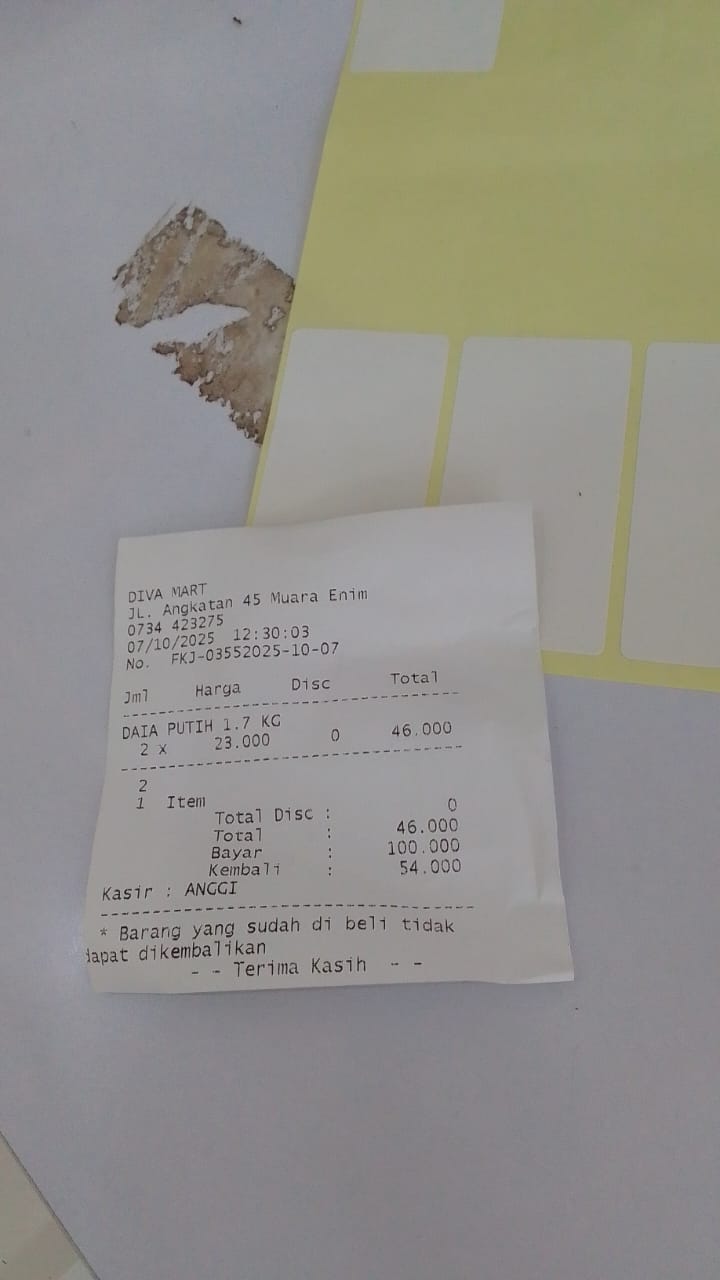 DIVA MART
JL. Angkatan 45 Muara Enim
0734 423275
07/10/2025 12:30:03
No. FKJ-03552025-10-07
Jml Harga Disc Total
DAIA PUTIH 1.7 KG
2 x 23.000 0 46.000
2
1 Item
Total Disc : 0
Total : 46.000
Bayar : 100.000
Kembali : 54.000
Kasir : ANGGI
* Barang yang sudah di beli tidak
dapat dikembalikan
- - Terima Kasih - -